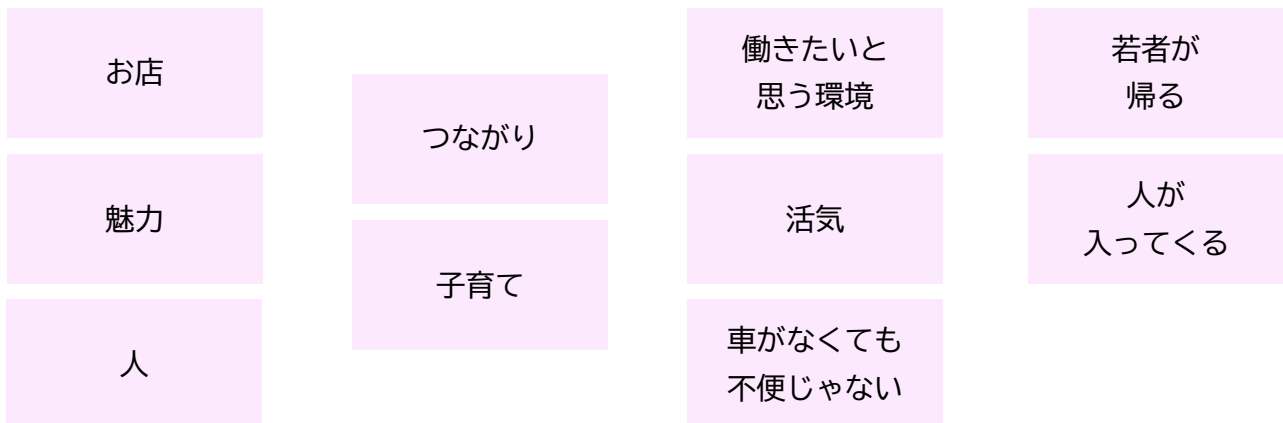 お店
魅力
人
つながり
子育て
働きたいと
思う環境
活気
車がなくても
不便じゃない
若者が
帰る
人が
入ってくる